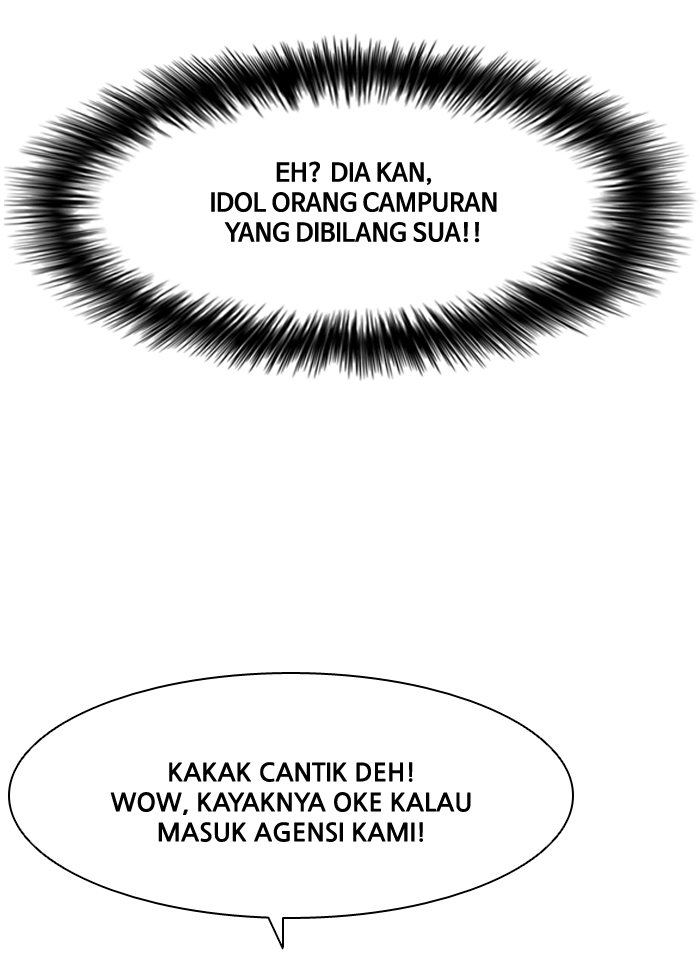 EH? DIA KAN,
IDOL ORANG CAMPURAN
YANG DIBILANG SUA!!
KAKAK CANTIK DEH!
WOW, KAYAKNYA OKE KALAU
MASUK AGENSI KAMI!